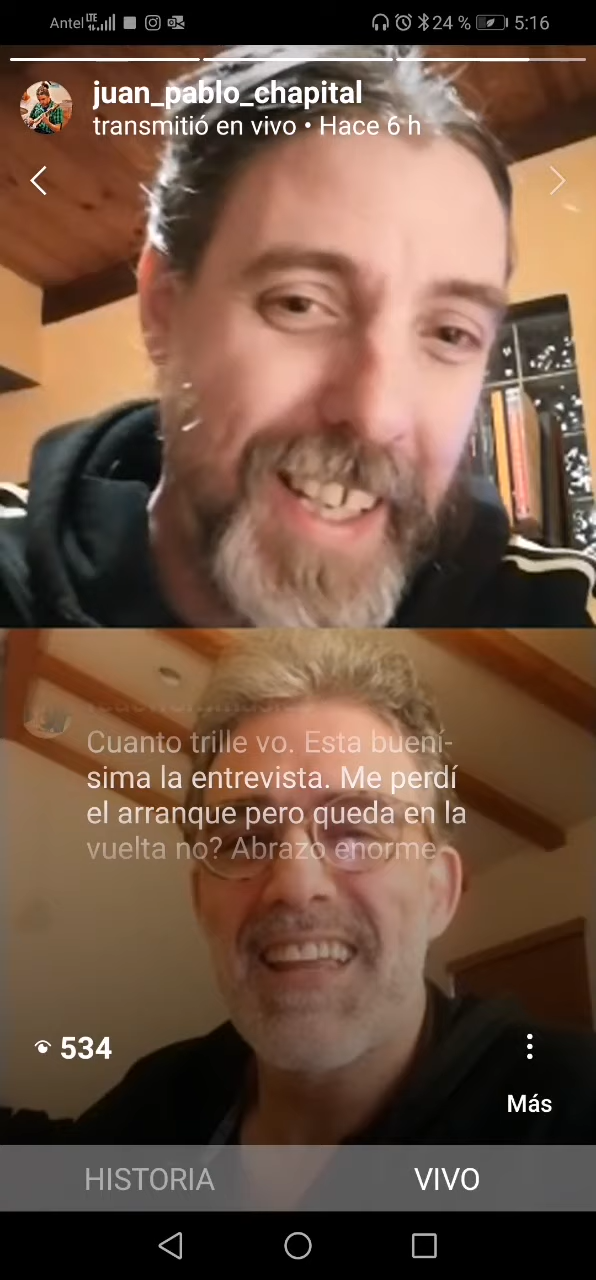 Antel LTE 24 % 5:16
juan_pablo_chapital
transmitió en vivo • Hace 6 h
Cuanto trille vo. Esta buení-
sima la entrevista. Me perdí
el arranque pero queda en la
vuelta no? Abrazo enorme
534
Más
HISTORIA VIVO